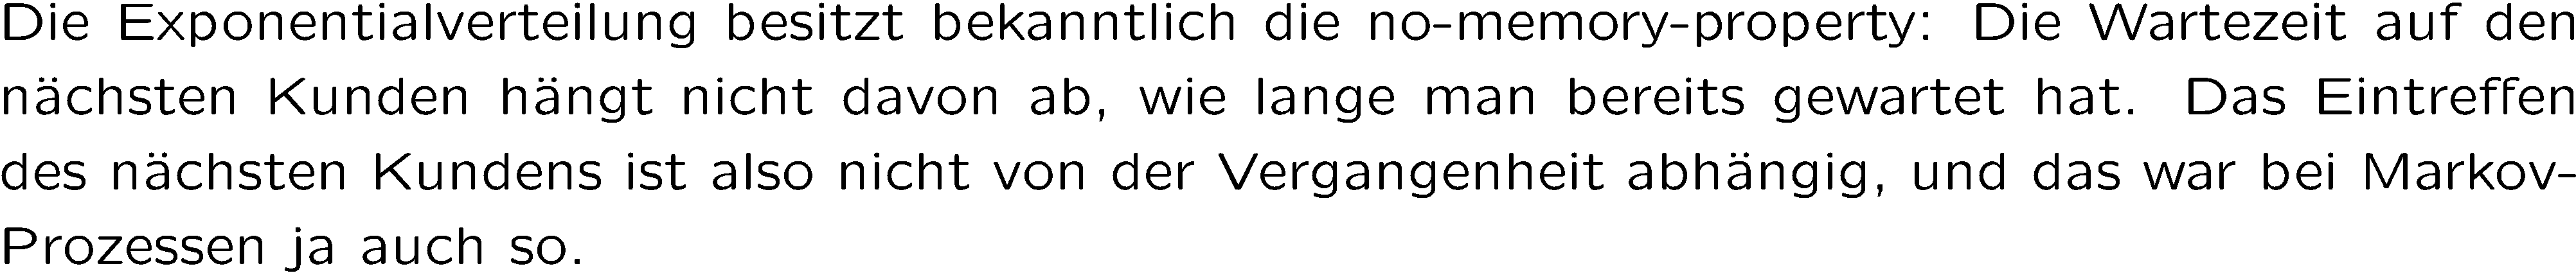 Die Exponentialverteilung besitzt bekanntlich die no-memory-property: Die Wartezeit auf den
nächsten Kunden hängt nicht davon ab, wie lange man bereits gewartet hat. Das Eintreffen
des nächsten Kundens ist also nicht von der Vergangenheit abhängig, und das war bei Markov-
Prozessen ja auch so.